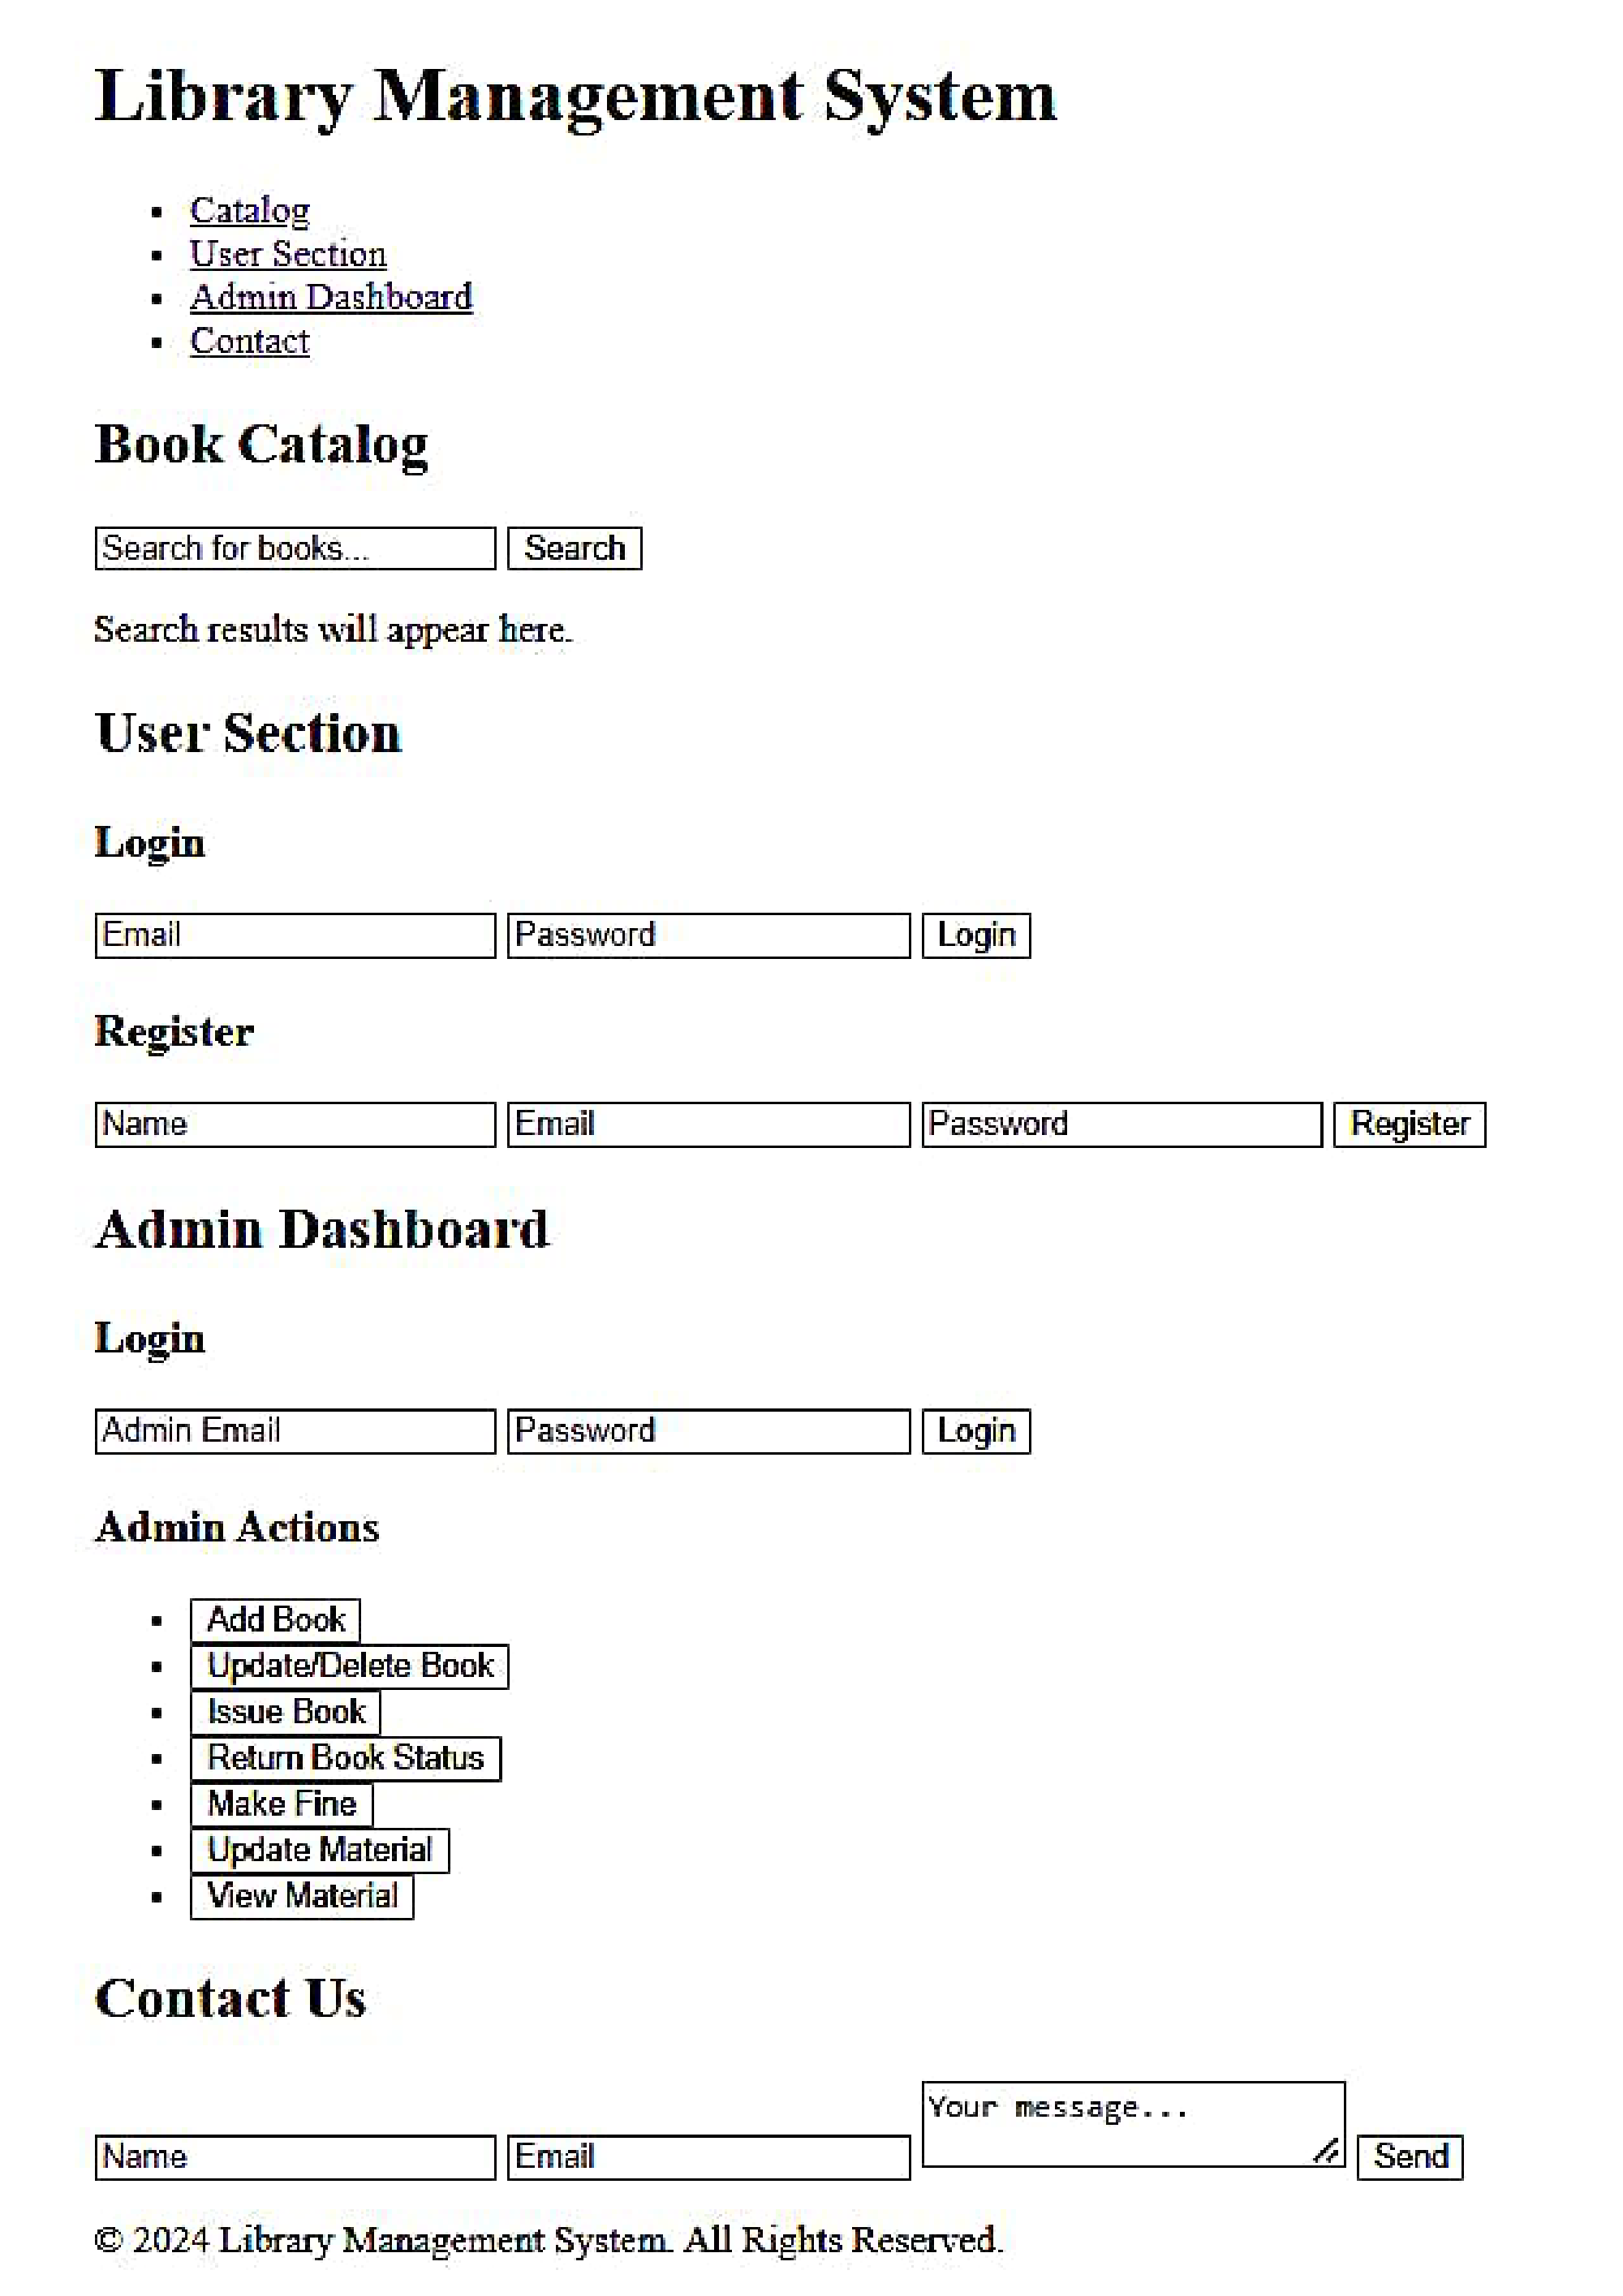 Library Management System
Catalog
User Section
Admin Dashboard
Contact
Book Catalog
Search for books... Search
Search results will appear here.
User Section
Login
Email Password Login
Register
Name Email Password Register
Admin Dashboard
Login
Admin Email Password Login
Admin Actions
Add Book
Update/Delete Book
Issue Book
Return Book Status
Make Fine
Update Material
View Material
Contact Us
Name Email Your message... Send
© 2024 Library Management System. All Rights Reserved.